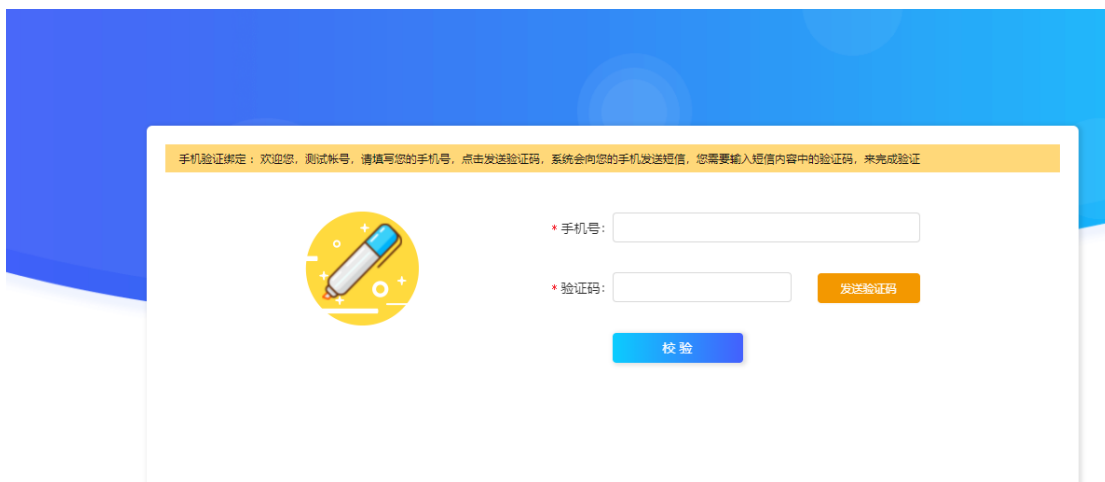 手机验证绑定：欢迎您，测试帐号，请填写您的手机号，点击发送验证码，系统会向您的手机发送短信，您需要输入短信内容中的验证码，来完成验证
* 手机号:
* 验证码:
发送验证码
校 验